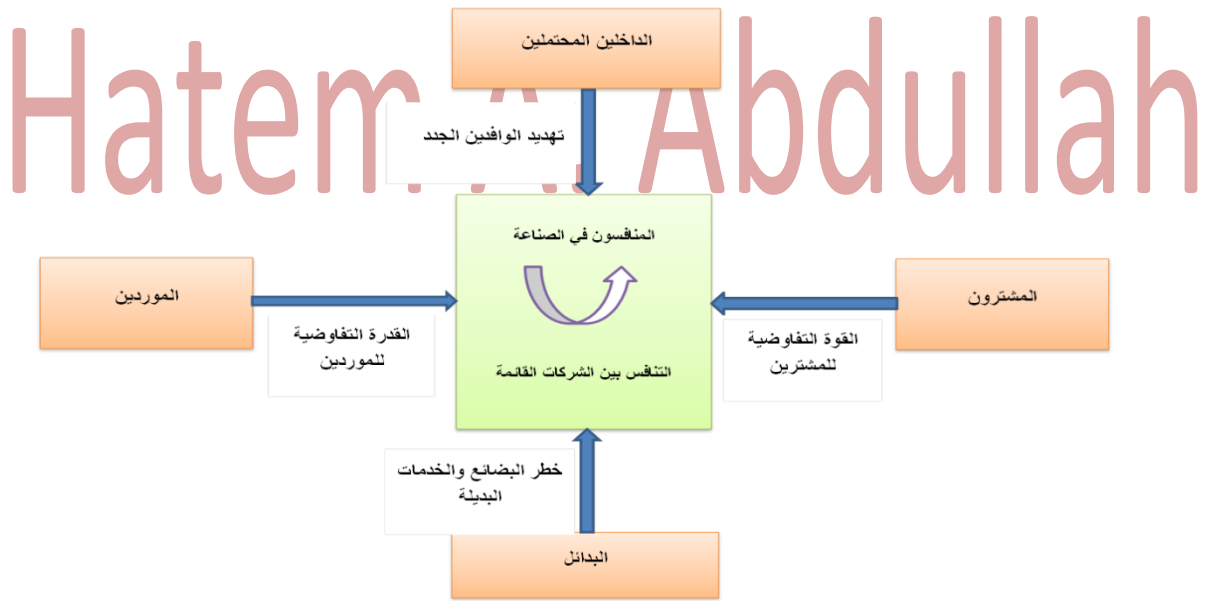 الداخلين المحتملين
Hatem A. Abdullah
تهديد الوافدين الجدد
المنافسون في الصناعة
المشترون
الموردين
القوة التفاوضية
للمشترين
القدرة التفاوضية
للموردين
التنافس بين الشركات القائمة
خطر البضائع والخدمات
البديلة
البدائل